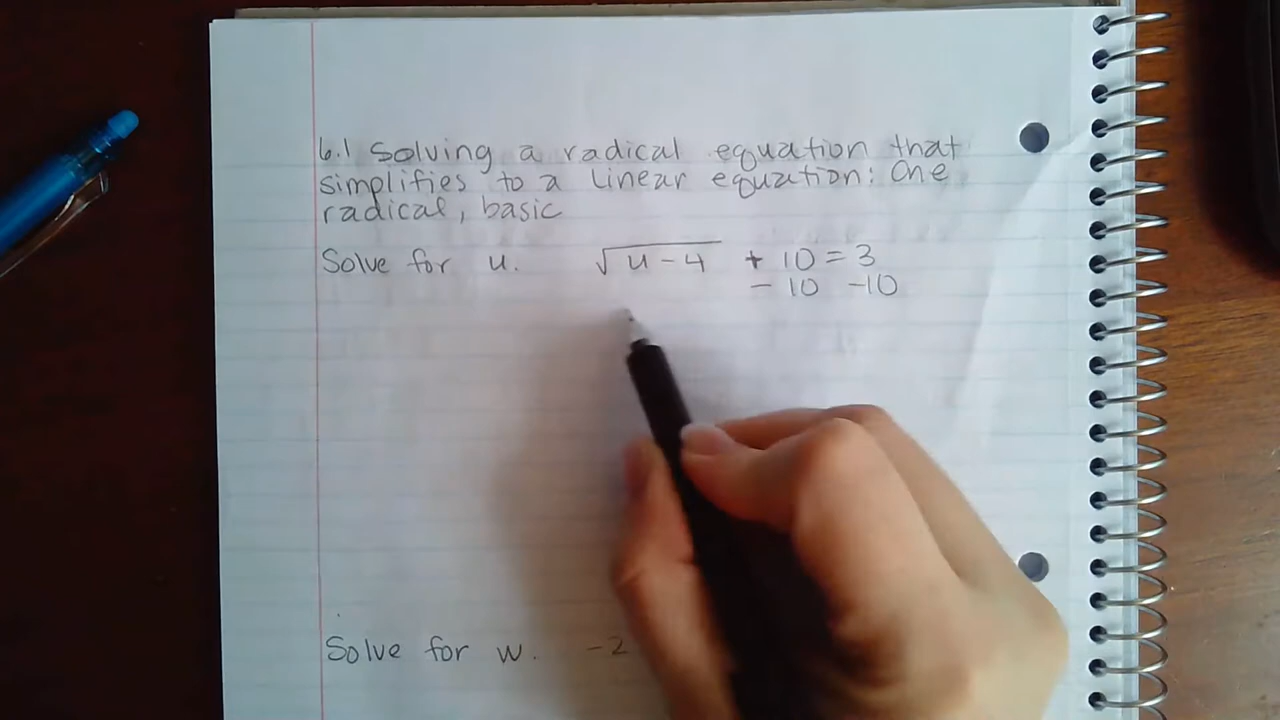 6.1 Solving a radical equation that
simplifies to a linear equation: One
radical, basic
Solve for u. √u-4 + 10 = 3
- 10 -10
Solve for w. -2